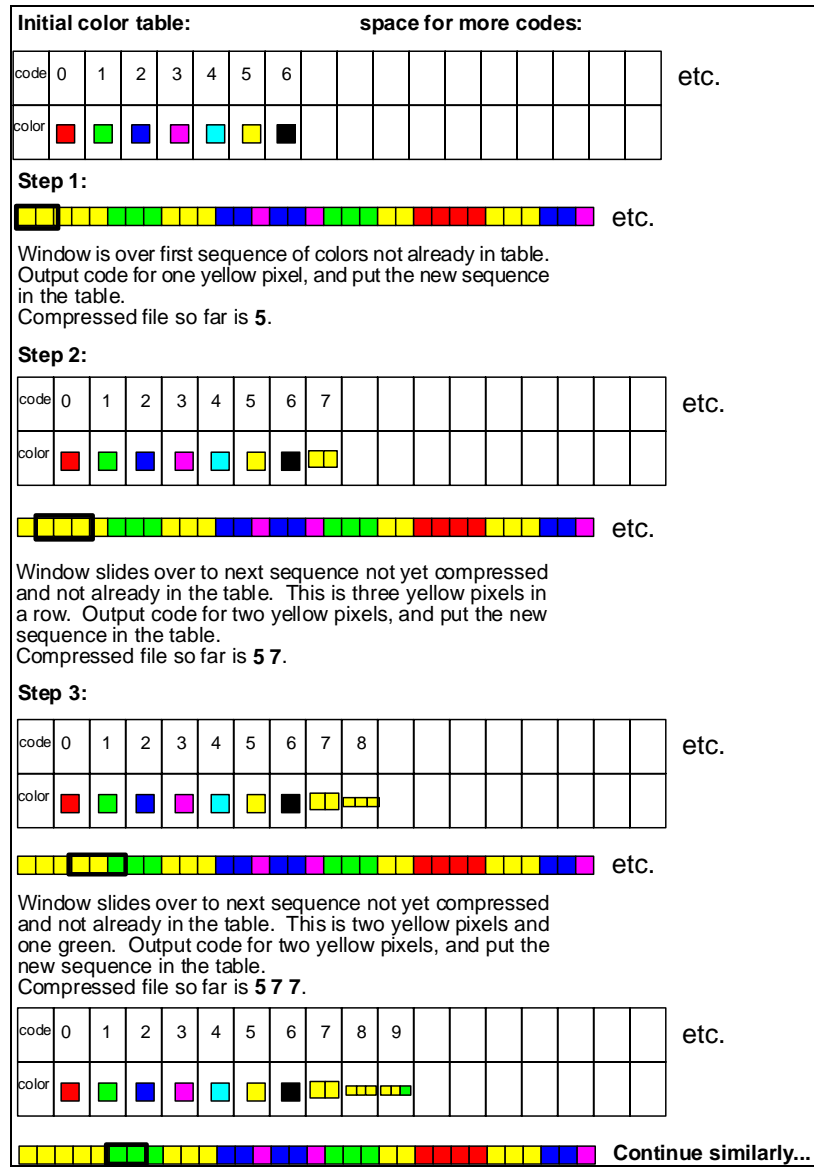 Initial color table: space for more codes:
code 0 1 2 3 4 5 6 etc.
color
Step 1:
etc.
Window is over first sequence of colors not already in table.
Output code for one yellow pixel, and put the new sequence
in the table.
Compressed file so far is 5.
Step 2:
code 0 1 2 3 4 5 6 7 etc.
color
etc.
Window slides over to next sequence not yet compressed
and not already in the table. This is three yellow pixels in
a row. Output code for two yellow pixels, and put the new
sequence in the table.
Compressed file so far is 5 7.
Step 3:
code 0 1 2 3 4 5 6 7 8 etc.
color
etc.
Window slides over to next sequence not yet compressed
and not already in the table. This is two yellow pixels and
one green. Output code for two yellow pixels, and put the
new sequence in the table.
Compressed file so far is 5 7 7.
code 0 1 2 3 4 5 6 7 8 9 etc.
color
Continue similarly...